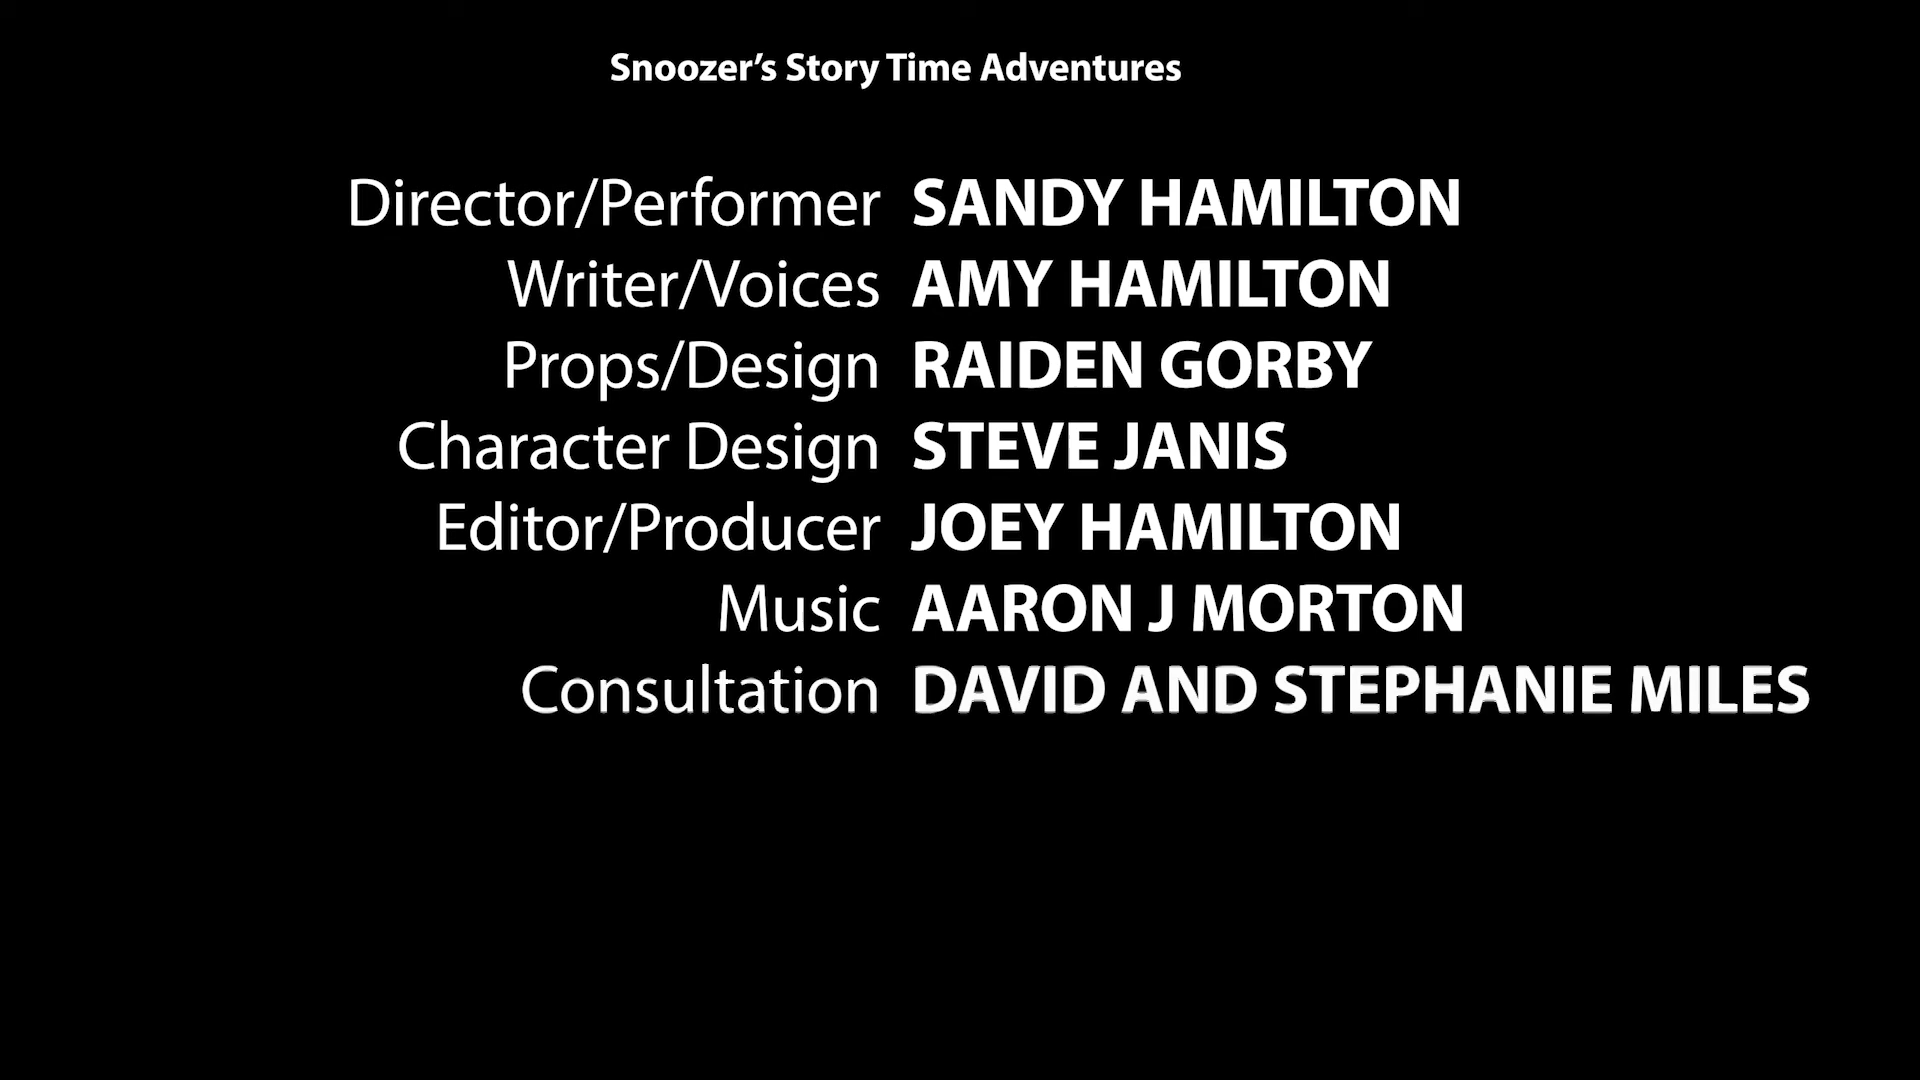 Snoozer’s Story Time Adventures
Director/Performer SANDY HAMILTON
Writer/Voices AMY HAMILTON
Props/Design RAIDEN GORBY
Character Design STEVE JANIS
Editor/Producer JOEY HAMILTON
Music AARON J MORTON
Consultation DAVID AND STEPHANIE MILES